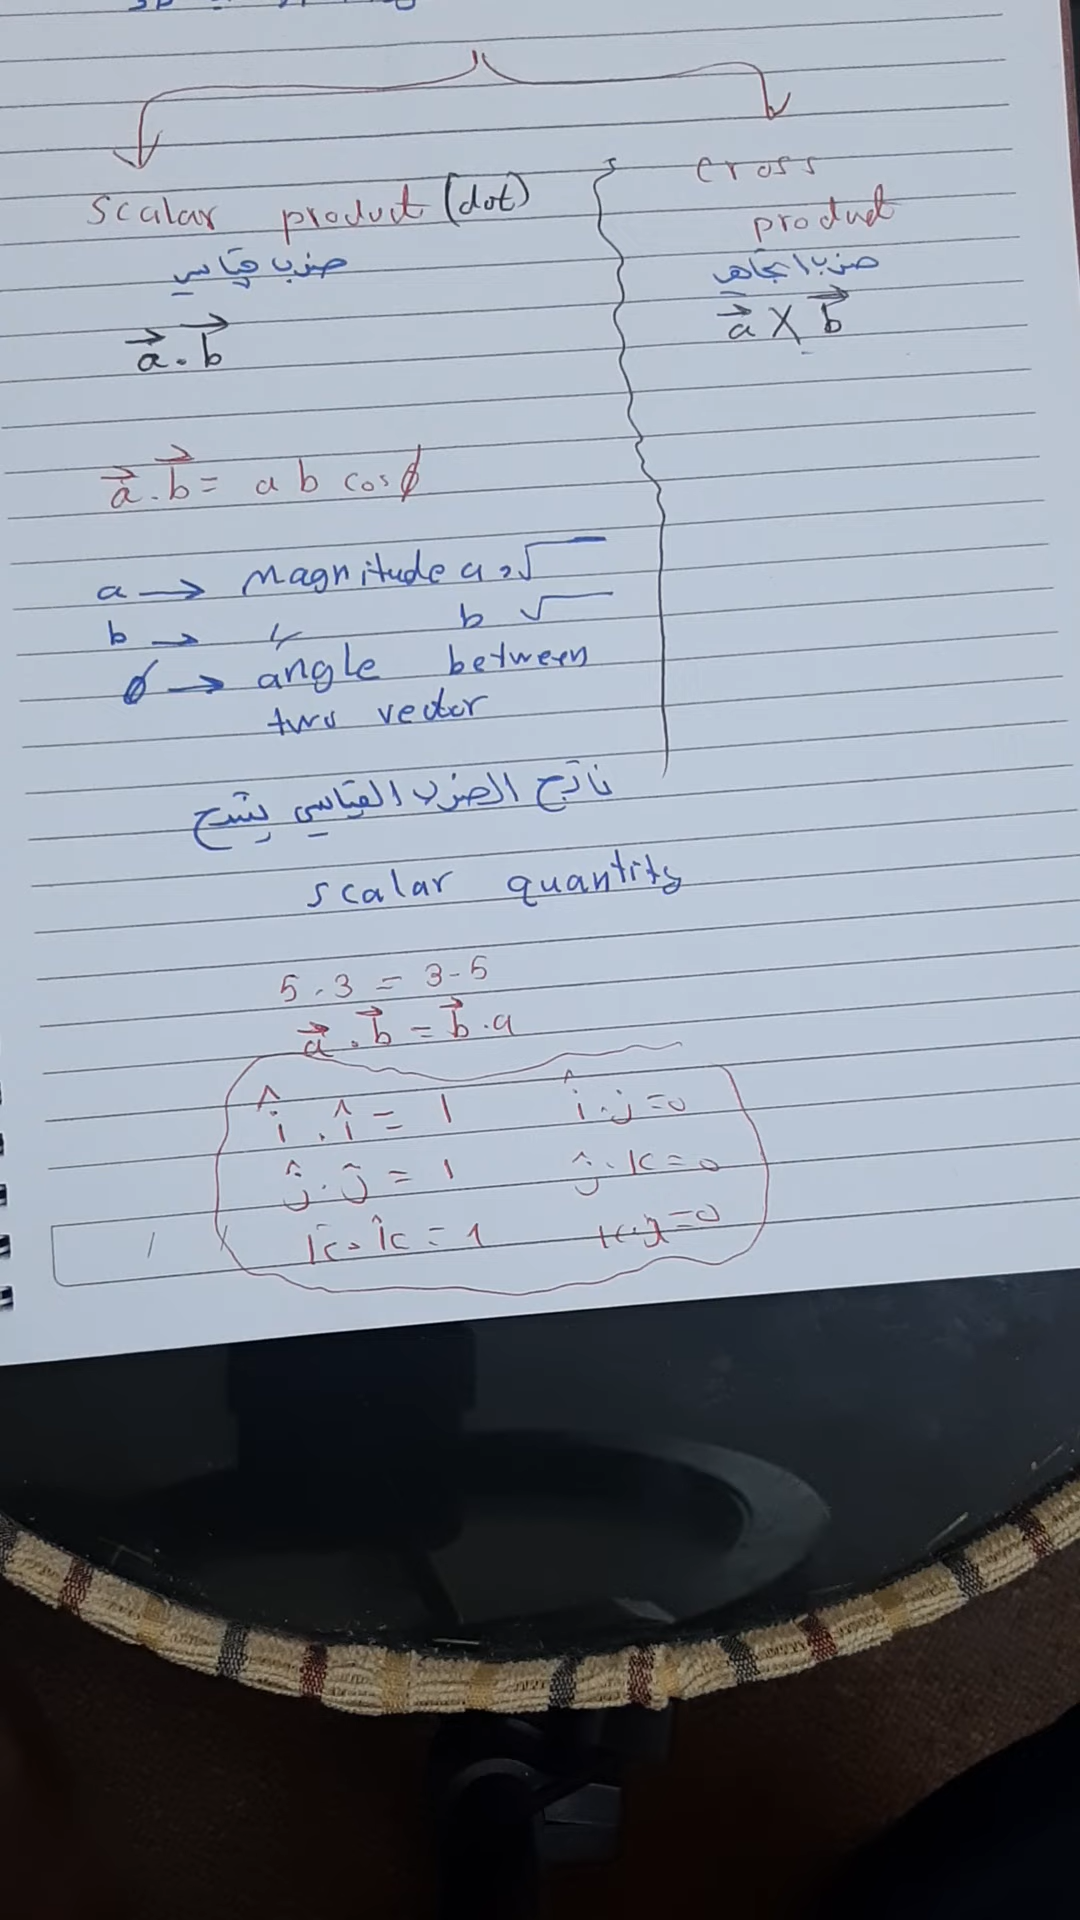 scalar product (dot)
ضرب قياسي
a . b
cross
product
ضرب اتجاهي
a X b
a . b = a b cos ϕ
a → Magnitude a, √
b → 〃 b √
ϕ → angle between
two vector
ناتج الضرب القياسي ينتج
scalar quantity
5 . 3 = 3 - 5
a . b = b . a
î . î = 1 î . j = 0
ĵ . ĵ = 1 ĵ . k = 0
k̂ . k̂ = 1